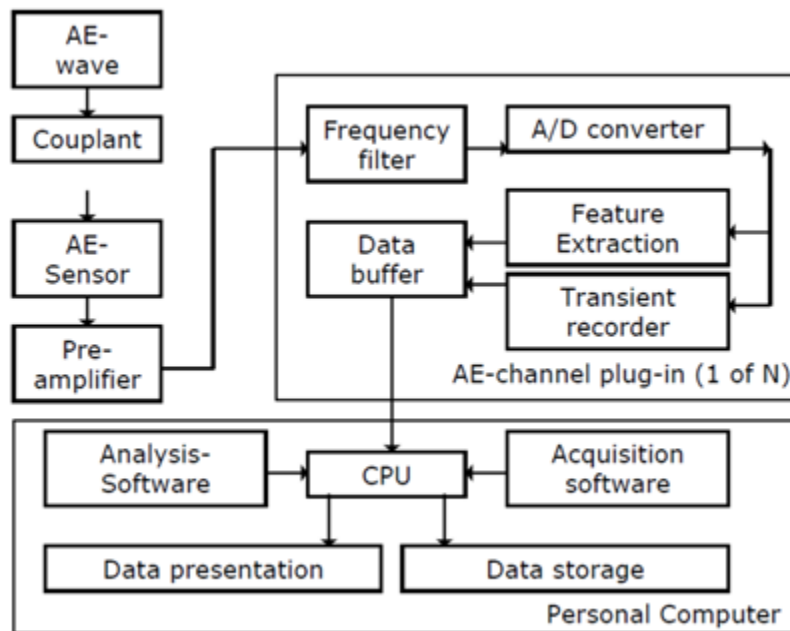 AE-
wave
Couplant
AE-
Sensor
Pre-
amplifier
Frequency
filter
A/D converter
Feature
Extraction
Data
buffer
Transient
recorder
AE-channel plug-in (1 of N)
Analysis-
Software
CPU
Acquisition
software
Data presentation
Data storage
Personal Computer